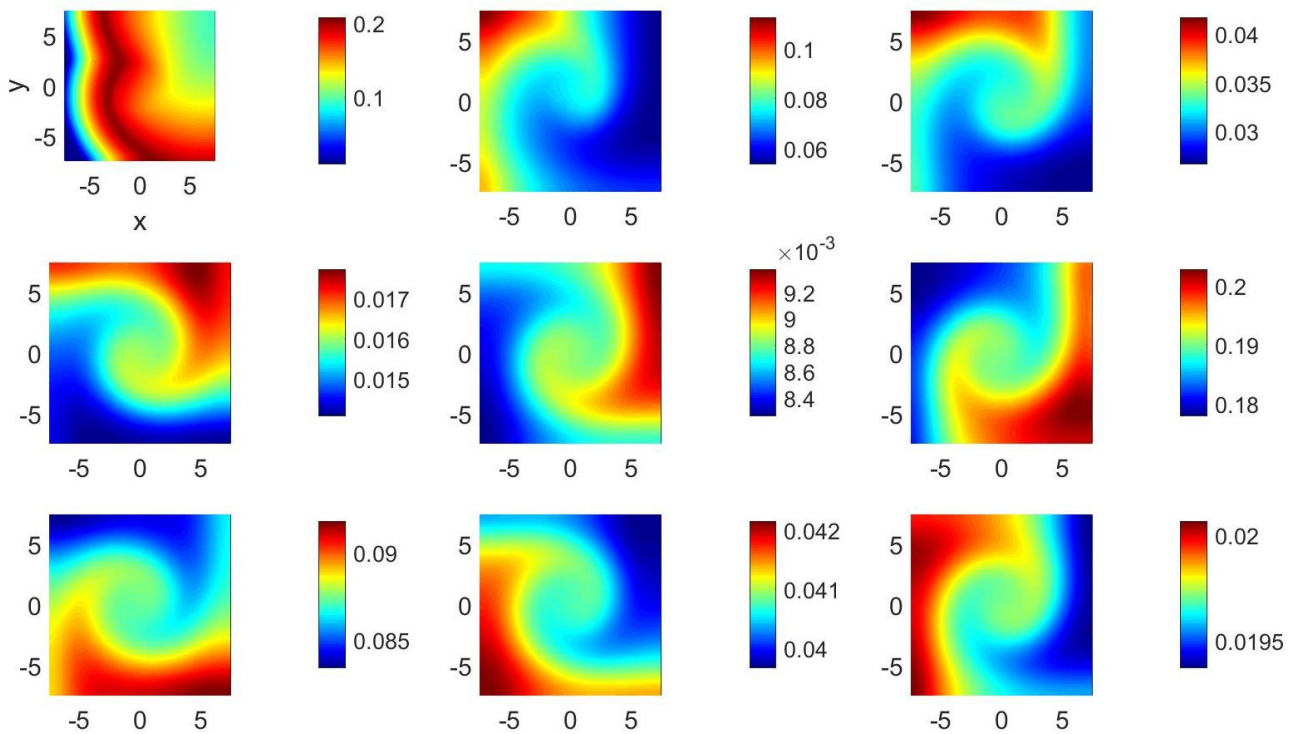 5 0.2 5 0.1 5 0.04
y 0 0.1 0 0.08 0 0.035
-5 -5 0.06 -5 0.03
-5 0 5 -5 0 5 -5 0 5
x
×10⁻³
5 0.017 5 9.2 5 0.2
0 0.016 0 9 0 0.19
0.015 8.8
-5 -5 8.6 -5 0.18
8.4
-5 0 5 -5 0 5 -5 0 5
5 0.09 5 0.042 5 0.02
0 0 0.041 0
-5 0.085 -5 0.04 -5 0.0195
-5 0 5 -5 0 5 -5 0 5